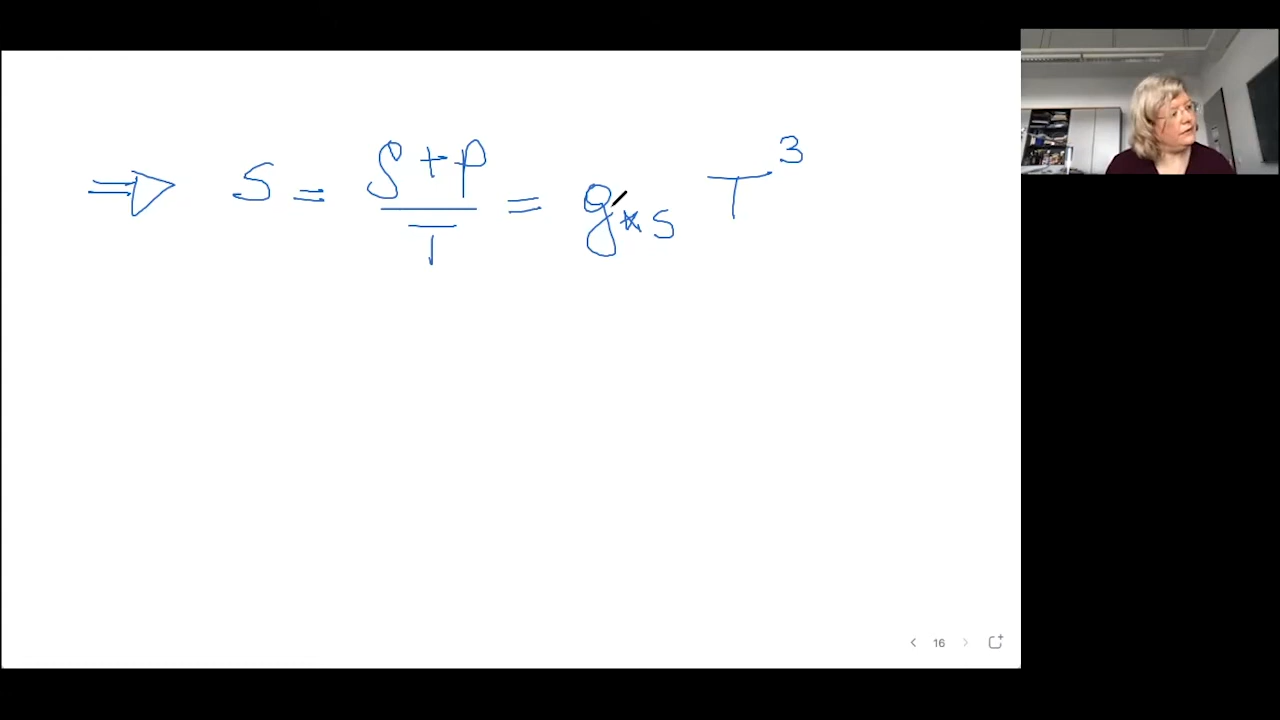 ⇒ s = (ρ + p) / T = g*s T³
16